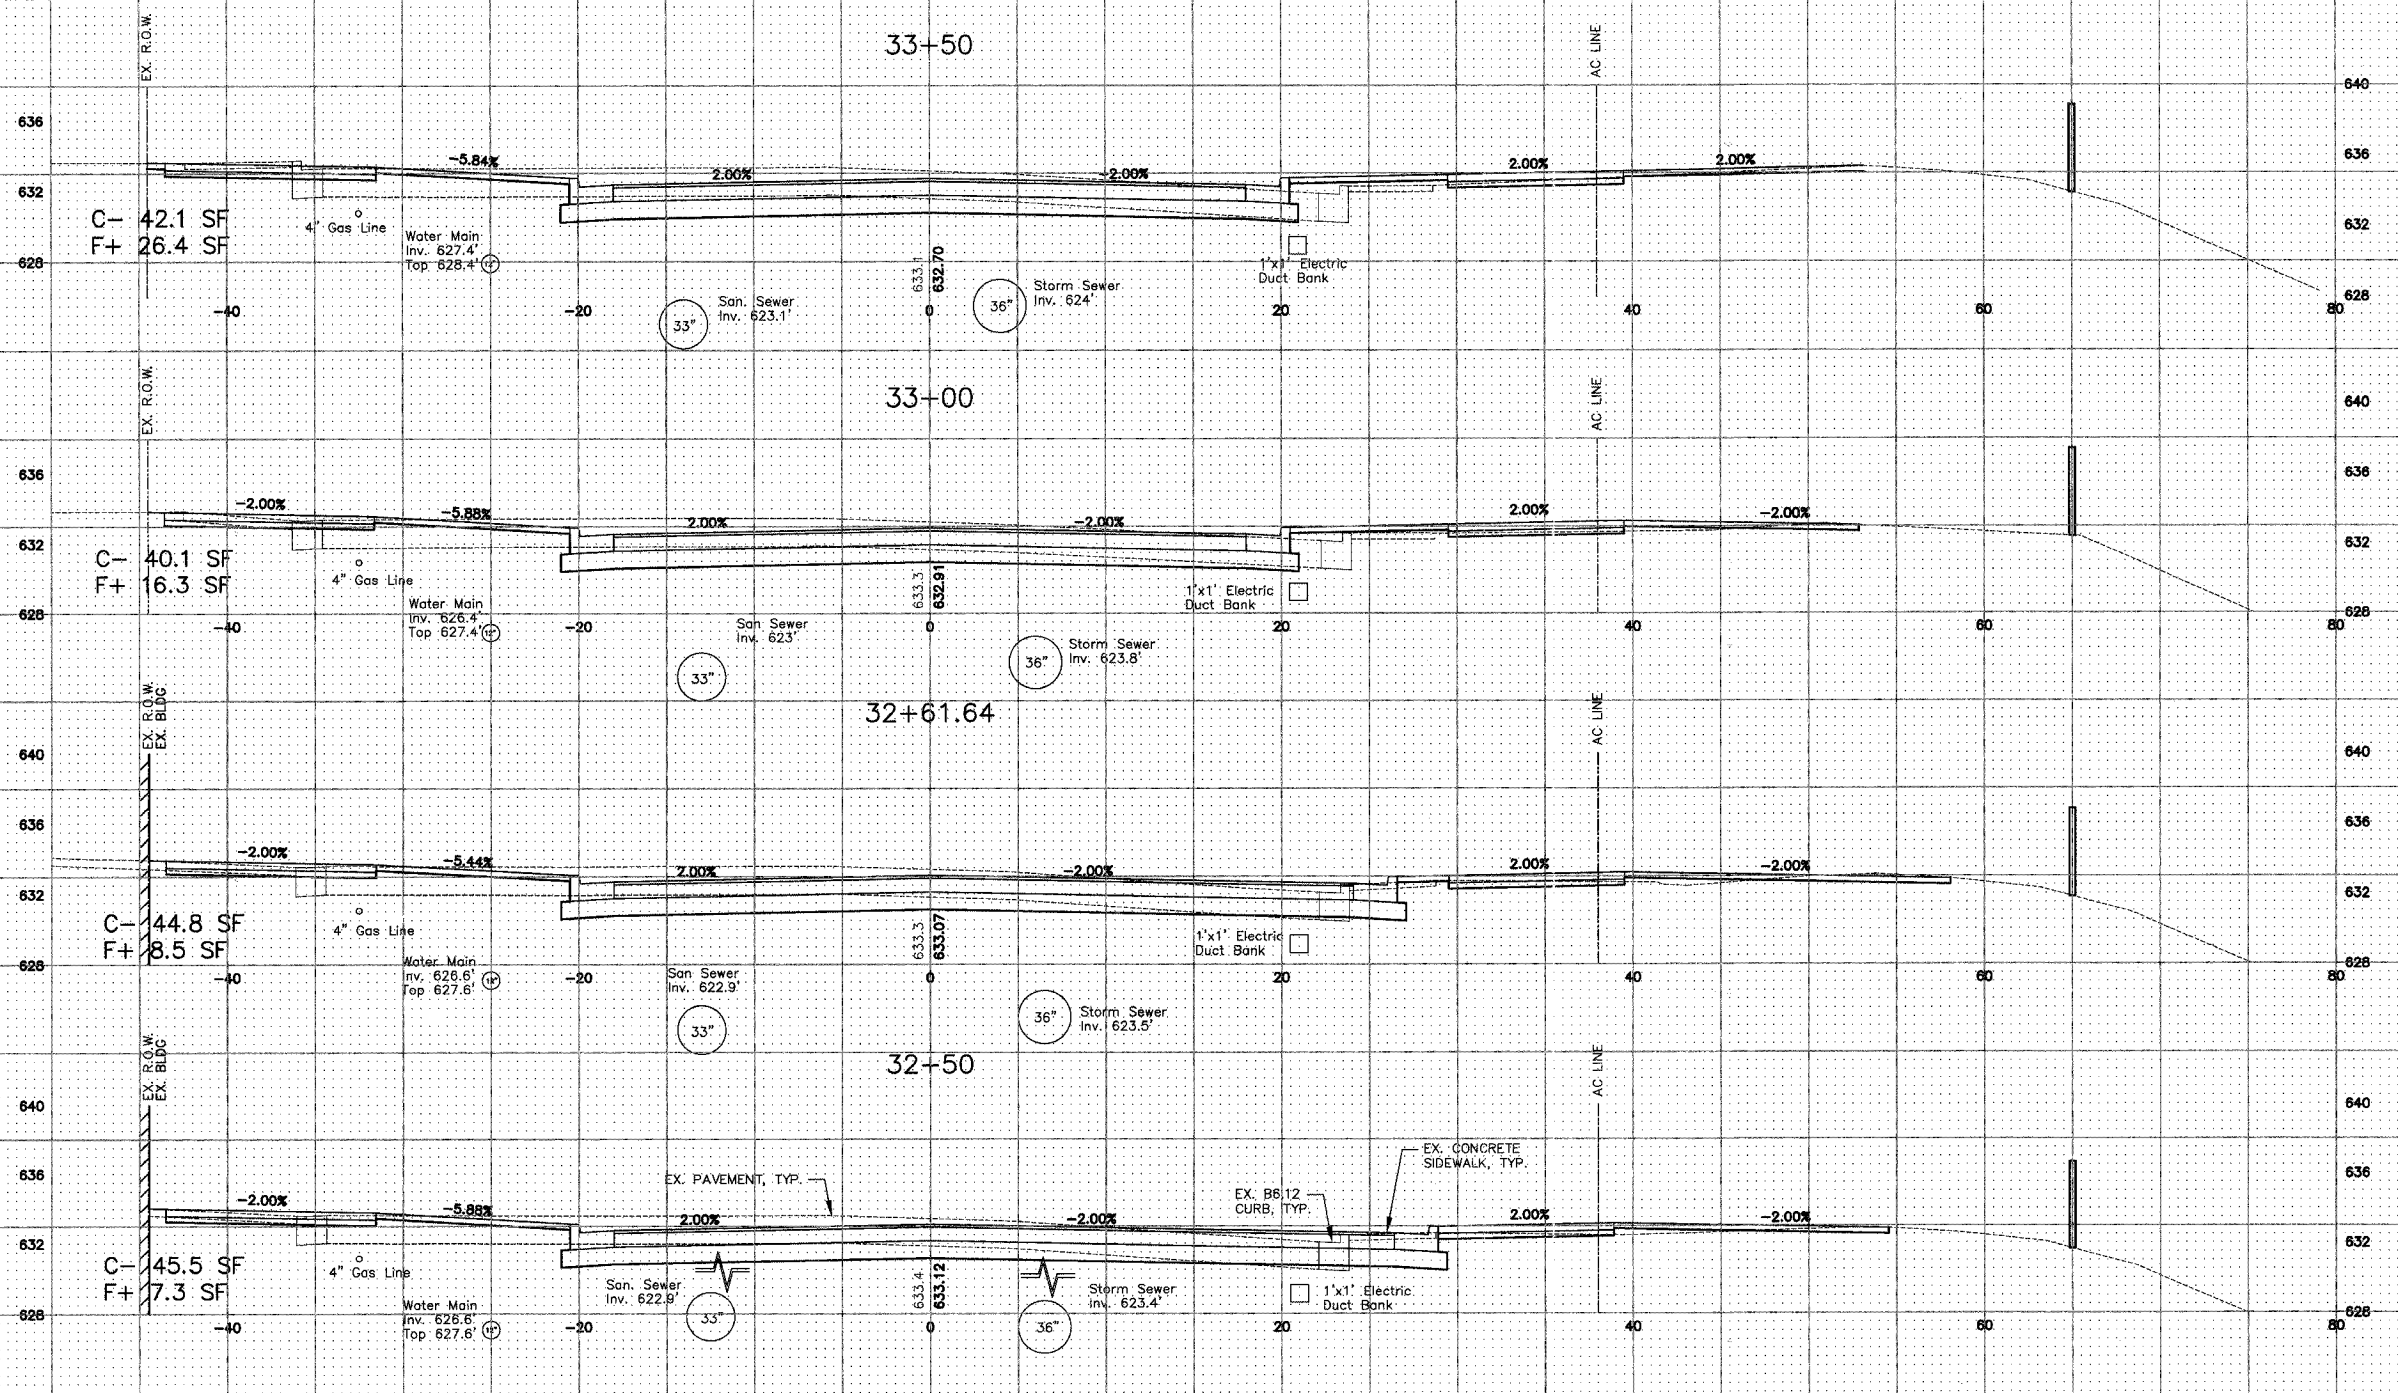 EX. R.O.W.
33+50
AC LINE
640
636
636
-5.84%
2.00%
-2.00%
2.00%
2.00%
632
632
C- 42.1 SF
F+ 26.4 SF
4" Gas Line
Water Main
Inv. 627.4'
Top 628.4'
628
628
633.1
632.70
1'x1' Electric
Duct Bank
San. Sewer
Inv. 623.1'
33"
36"
Storm Sewer
Inv. 624'
-40
-20
0
20
40
60
80
EX. R.O.W.
33+00
AC LINE
640
636
636
-2.00%
-5.88%
2.00%
-2.00%
2.00%
-2.00%
632
632
C- 40.1 SF
F+ 16.3 SF
4" Gas Line
Water Main
Inv. 626.4'
Top 627.4'
628
628
633.3
632.91
1'x1' Electric
Duct Bank
San Sewer
Inv. 623'
33"
36"
Storm Sewer
Inv. 623.8'
-40
-20
0
20
40
60
80
EX. R.O.W.
EX. BLDG
32+61.64
AC LINE
640
640
636
636
-2.00%
-5.44%
2.00%
-2.00%
2.00%
-2.00%
632
632
C- 44.8 SF
F+ 8.5 SF
4" Gas Line
Water Main
Inv. 626.6'
Top 627.6'
628
628
633.3
633.07
1'x1' Electric
Duct Bank
San Sewer
Inv. 622.9'
33"
36"
Storm Sewer
Inv. 623.5'
-40
-20
0
20
40
60
80
EX. R.O.W.
EX. BLDG
32+50
AC LINE
640
640
636
636
EX. PAVEMENT, TYP.
EX. B6.12
CURB, TYP.
EX. CONCRETE
SIDEWALK, TYP.
-2.00%
-5.88%
2.00%
-2.00%
2.00%
-2.00%
632
632
C- 45.5 SF
F+ 7.3 SF
4" Gas Line
Water Main
Inv. 626.6'
Top 627.6'
628
628
San. Sewer
Inv. 622.9'
33"
633.4
633.12
36"
Storm Sewer
Inv. 623.4'
1'x1' Electric
Duct Bank
-40
-20
0
20
40
60
80